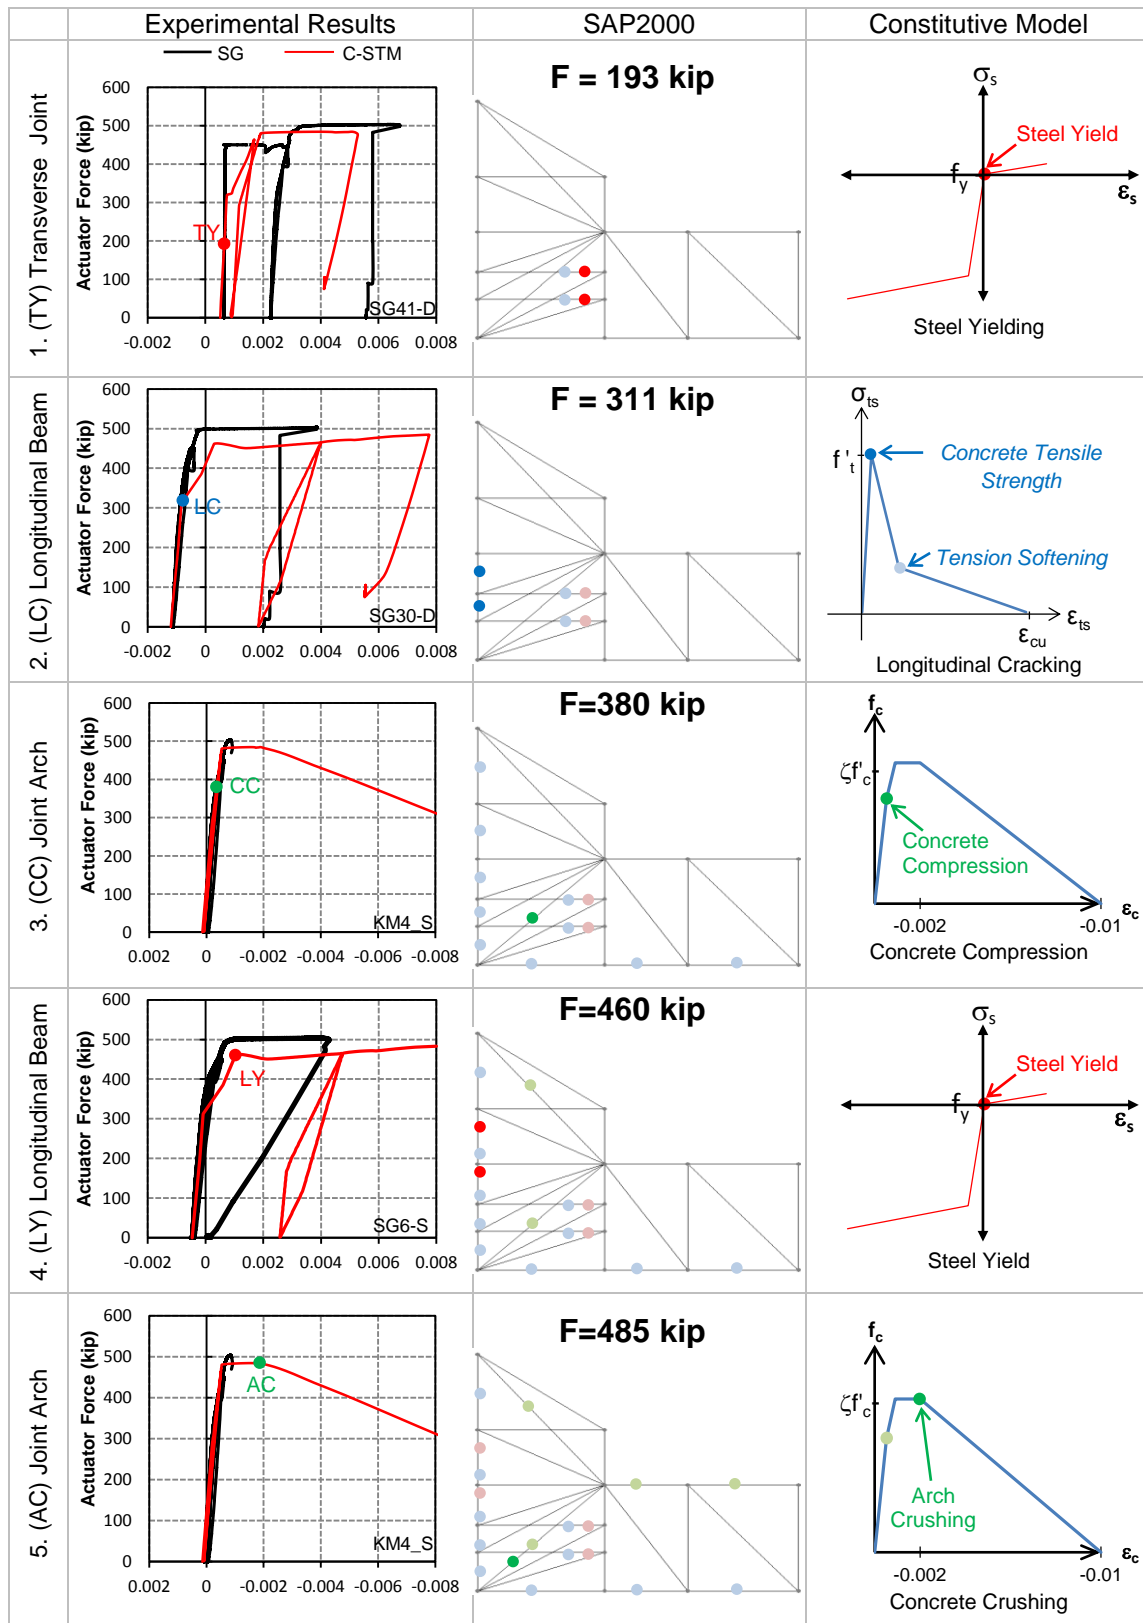 Experimental Results
SAP2000
Constitutive Model
1. (TY) Transverse Joint
SG
C-STM
Actuator Force (kip)
600
500
400
300
200
100
0
TY
SG41-D
-0.002 0 0.002 0.004 0.006 0.008
F = 193 kip
σs
Steel Yield
fy
εs
Steel Yielding
2. (LC) Longitudinal Beam
Actuator Force (kip)
600
500
400
300
200
100
0
LC
SG30-D
-0.002 0 0.002 0.004 0.006 0.008
F = 311 kip
σts
f't
Concrete Tensile
Strength
Tension Softening
εts
εcu
Longitudinal Cracking
3. (CC) Joint Arch
Actuator Force (kip)
600
500
400
300
200
100
0
CC
KM4_S
0.002 0 -0.002 -0.004 -0.006 -0.008
F=380 kip
fc
ζf'c
Concrete
Compression
εc
-0.002 -0.01
Concrete Compression
4. (LY) Longitudinal Beam
Actuator Force (kip)
600
500
400
300
200
100
0
LY
SG6-S
-0.002 0 0.002 0.004 0.006 0.008
F=460 kip
σs
Steel Yield
fy
εs
Steel Yield
5. (AC) Joint Arch
Actuator Force (kip)
600
500
400
300
200
100
0
AC
KM4_S
0.002 0 -0.002 -0.004 -0.006 -0.008
F=485 kip
fc
ζf'c
Arch
Crushing
εc
-0.002 -0.01
Concrete Crushing